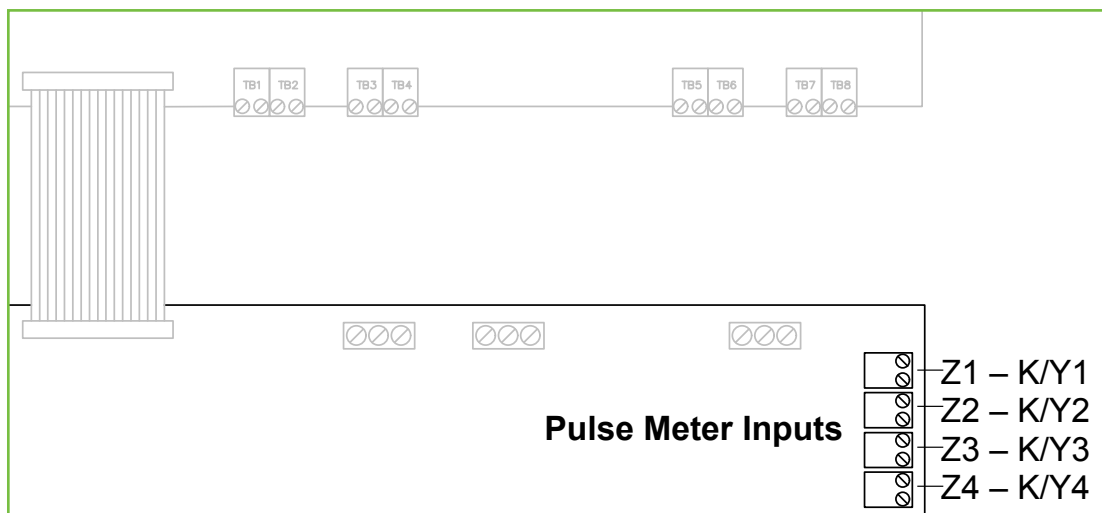 TB1 TB2 TB3 TB4 TB5 TB6 TB7 TB8
Z1 – K/Y1
Z2 – K/Y2
Pulse Meter Inputs
Z3 – K/Y3
Z4 – K/Y4